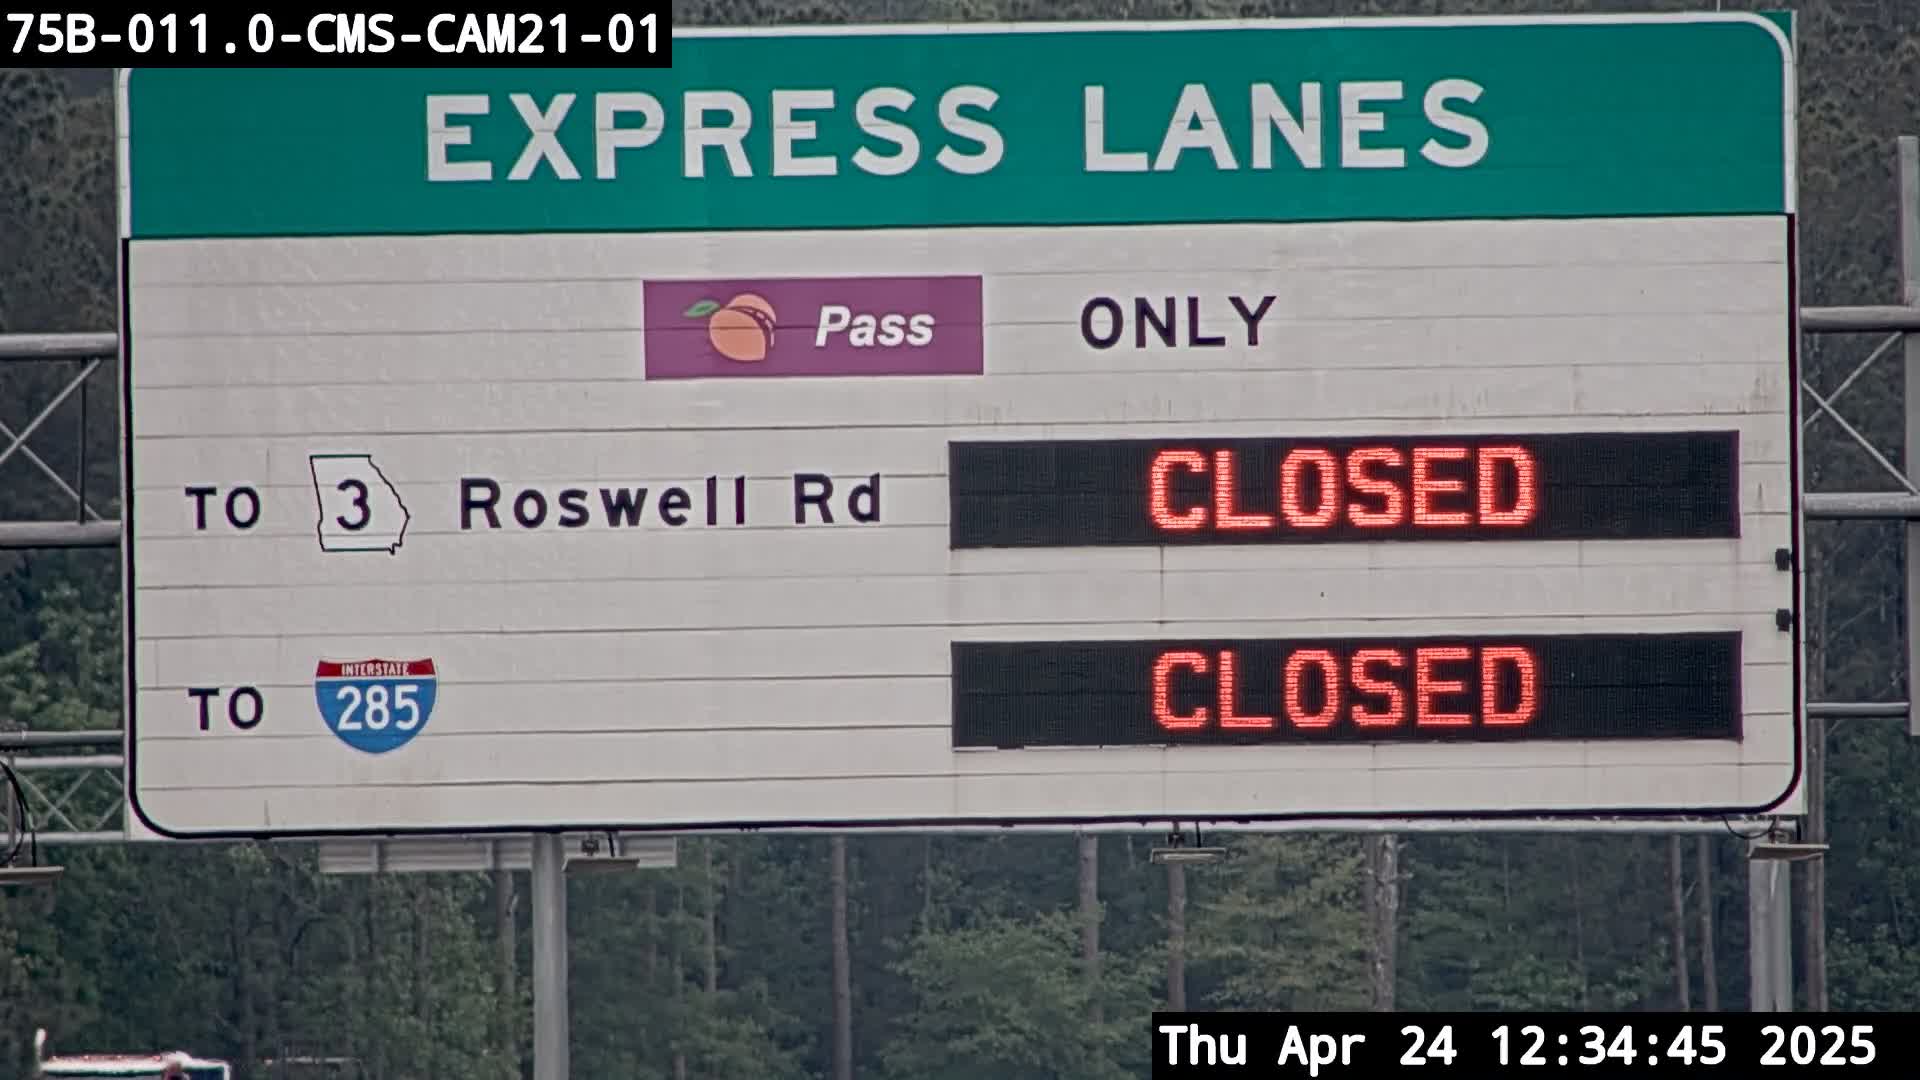 75B-011.0-CMS-CAM21-01
EXPRESS LANES
Pass ONLY
TO 3 Roswell Rd CLOSED
INTERSTATE
TO 285 CLOSED
Thu Apr 24 12:34:45 2025